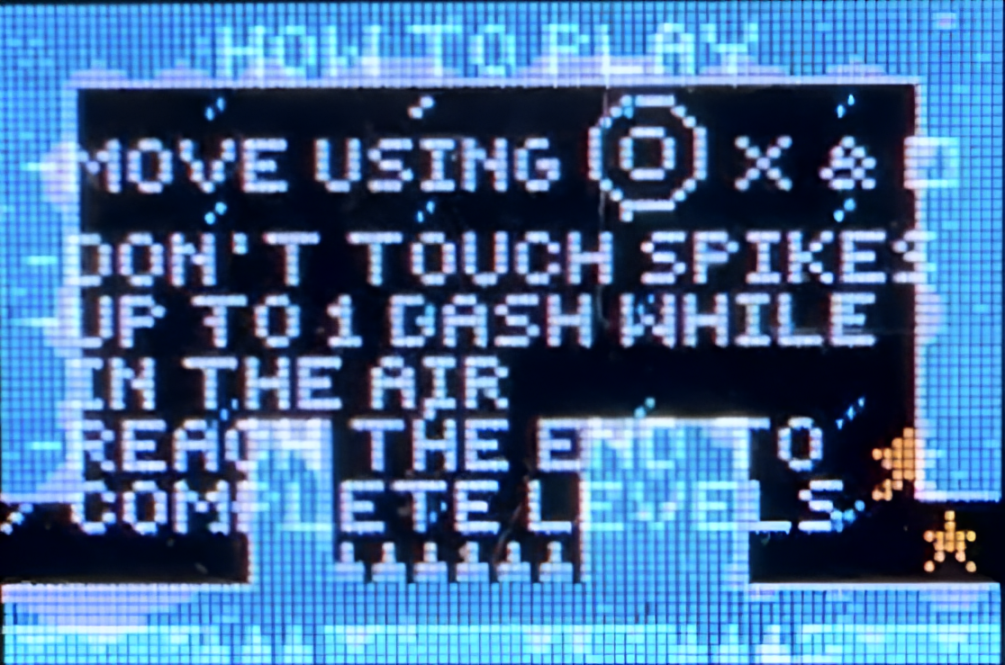 HOW TO PLAY
MOVE USING X &
DON'T TOUCH SPIKES
UP TO 1 DASH WHILE
IN THE AIR
REACH THE END TO
COMPLETE LEVELS